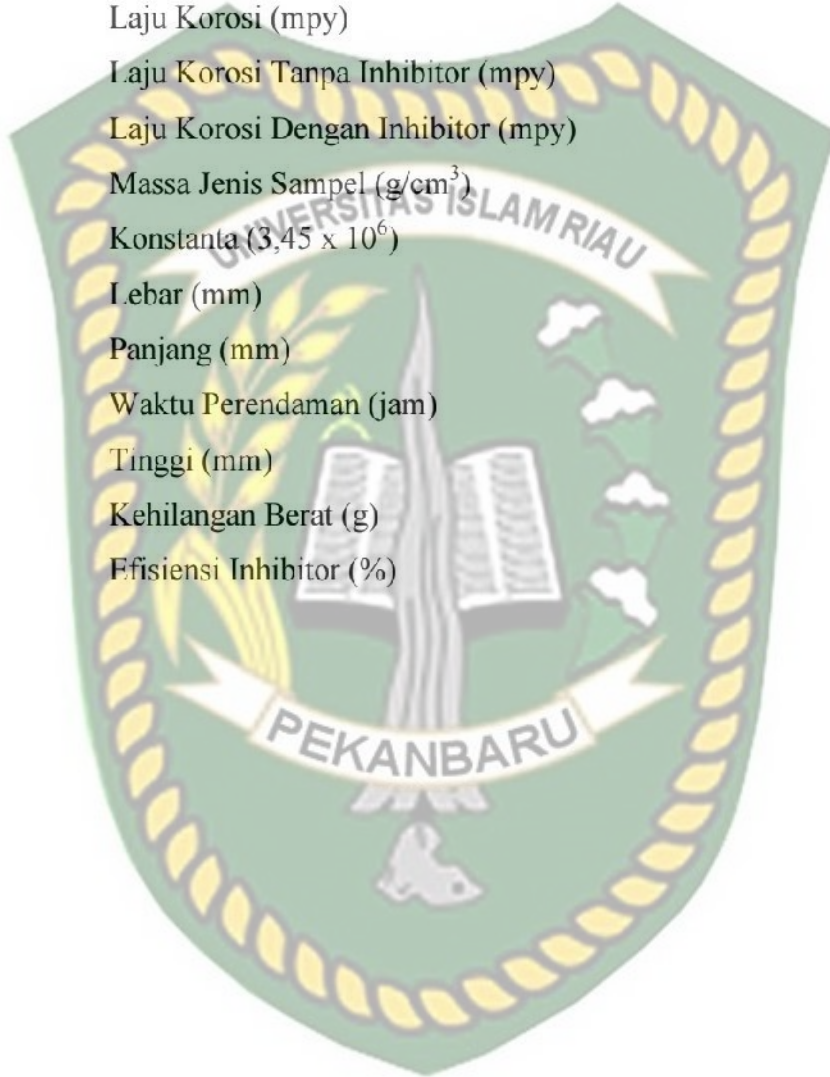 Laju Korosi (mpy)
Laju Korosi Tanpa Inhibitor (mpy)
Laju Korosi Dengan Inhibitor (mpy)
Massa Jenis Sampel (g/cm³)
Konstanta (3,45 x 10⁶)
UNIVERSITAS ISLAM RIAU
Lebar (mm)
Panjang (mm)
Waktu Perendaman (jam)
Tinggi (mm)
Kehilangan Berat (g)
Efisiensi Inhibitor (%)
PEKANBARU